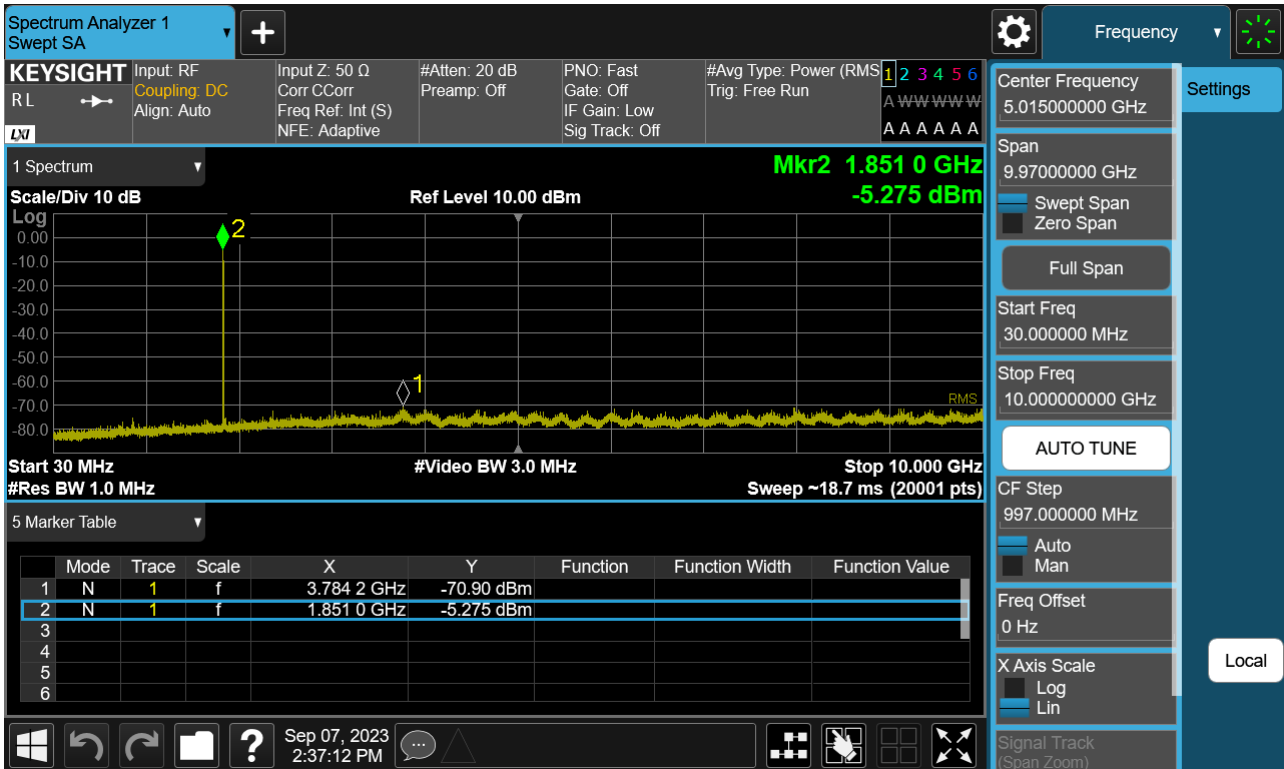 Spectrum Analyzer 1
Swept SA
+
Frequency
KEYSIGHT
R L
LXI
Input: RF
Coupling: DC
Align: Auto
Input Z: 50 Ω
Corr CCorr
Freq Ref: Int (S)
NFE: Adaptive
#Atten: 20 dB
Preamp: Off
PNO: Fast
Gate: Off
IF Gain: Low
Sig Track: Off
#Avg Type: Power (RMS
Trig: Free Run
1 2 3 4 5 6
A W W W W W
A A A A A A
1 Spectrum
Scale/Div 10 dB
Ref Level 10.00 dBm
Mkr2 1.851 0 GHz
-5.275 dBm
Log
0.00
-10.0
-20.0
-30.0
-40.0
-50.0
-60.0
-70.0
-80.0
2
1
RMS
Start 30 MHz
#Video BW 3.0 MHz
Stop 10.000 GHz
#Res BW 1.0 MHz
Sweep ~18.7 ms (20001 pts)
5 Marker Table
Mode Trace Scale X Y Function Function Width Function Value
1 N 1 f 3.784 2 GHz -70.90 dBm
2 N 1 f 1.851 0 GHz -5.275 dBm
3
4
5
6
?
Sep 07, 2023
2:37:12 PM
Center Frequency
5.015000000 GHz
Settings
Span
9.97000000 GHz
Swept Span
Zero Span
Full Span
Start Freq
30.000000 MHz
Stop Freq
10.000000000 GHz
AUTO TUNE
CF Step
997.000000 MHz
Auto
Man
Freq Offset
0 Hz
X Axis Scale
Log
Lin
Signal Track
(Span Zoom)
Local